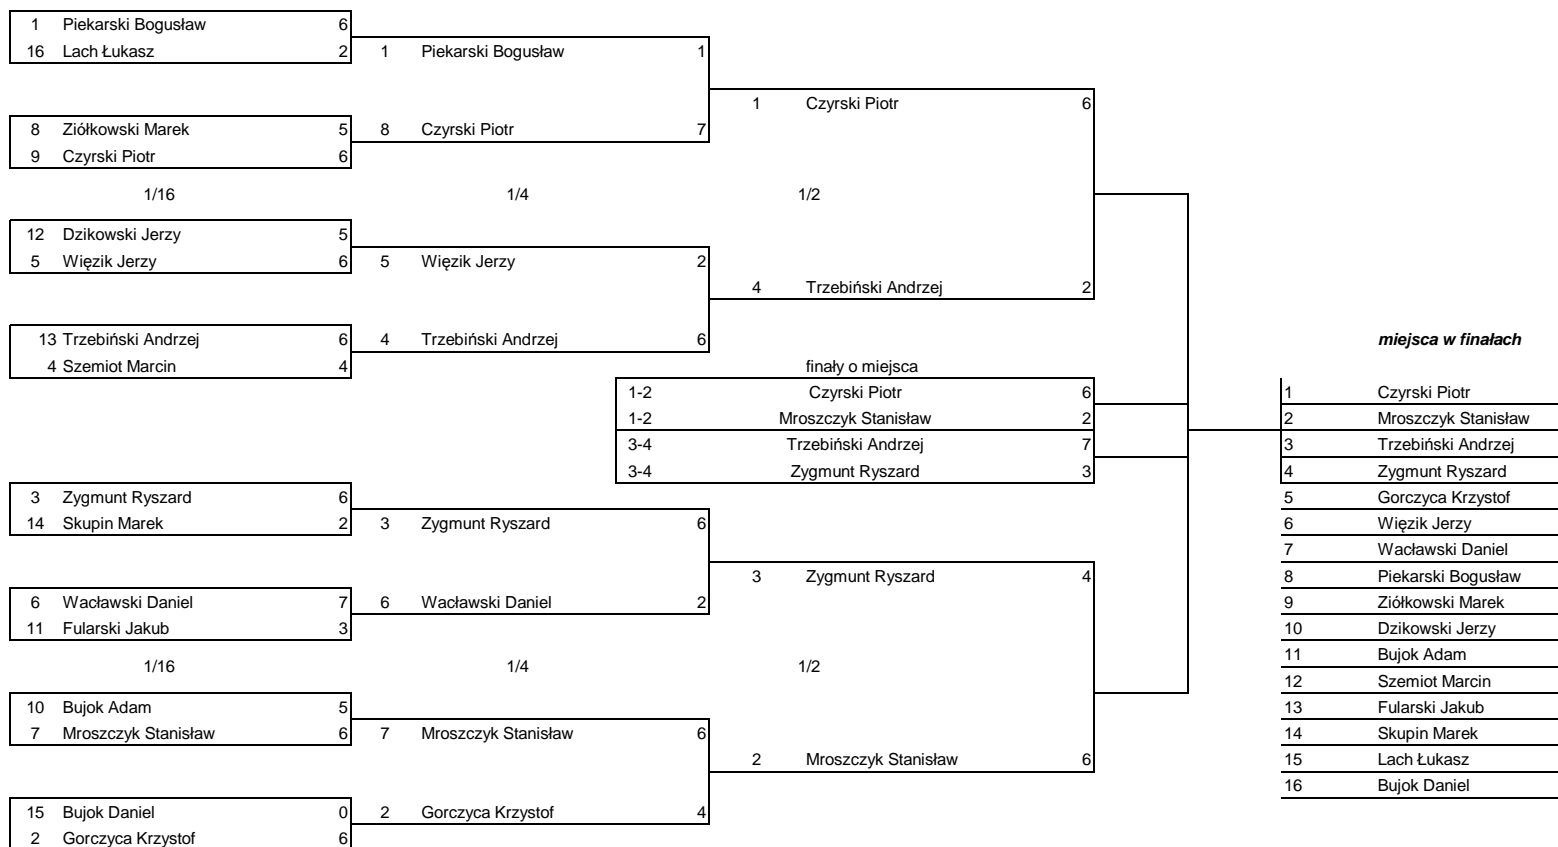 1 Piekarski Bogusław 6
16 Lach Łukasz 2 1 Piekarski Bogusław 1
1 Czyrski Piotr 6
8 Ziółkowski Marek 5 8 Czyrski Piotr 7
9 Czyrski Piotr 6
1/16 1/4 1/2
12 Dzikowski Jerzy 5
5 Więzik Jerzy 6 5 Więzik Jerzy 2
4 Trzebiński Andrzej 2
13 Trzebiński Andrzej 6 4 Trzebiński Andrzej 6 miejsca w finałach
4 Szemiot Marcin 4 finały o miejsca
1-2 Czyrski Piotr 6 1 Czyrski Piotr
1-2 Mroszczyk Stanisław 2 2 Mroszczyk Stanisław
3-4 Trzebiński Andrzej 7 3 Trzebiński Andrzej
3-4 Zygmunt Ryszard 3 4 Zygmunt Ryszard
3 Zygmunt Ryszard 6 5 Gorczyca Krzystof
14 Skupin Marek 2 3 Zygmunt Ryszard 6 6 Więzik Jerzy
7 Wacławski Daniel
3 Zygmunt Ryszard 4 8 Piekarski Bogusław
6 Wacławski Daniel 7 6 Wacławski Daniel 2 9 Ziółkowski Marek
11 Fularski Jakub 3 10 Dzikowski Jerzy
1/16 1/4 1/2 11 Bujok Adam
12 Szemiot Marcin
10 Bujok Adam 5 13 Fularski Jakub
7 Mroszczyk Stanisław 6 7 Mroszczyk Stanisław 6 14 Skupin Marek
2 Mroszczyk Stanisław 6 15 Lach Łukasz
16 Bujok Daniel
15 Bujok Daniel 0 2 Gorczyca Krzystof 4
2 Gorczyca Krzystof 6